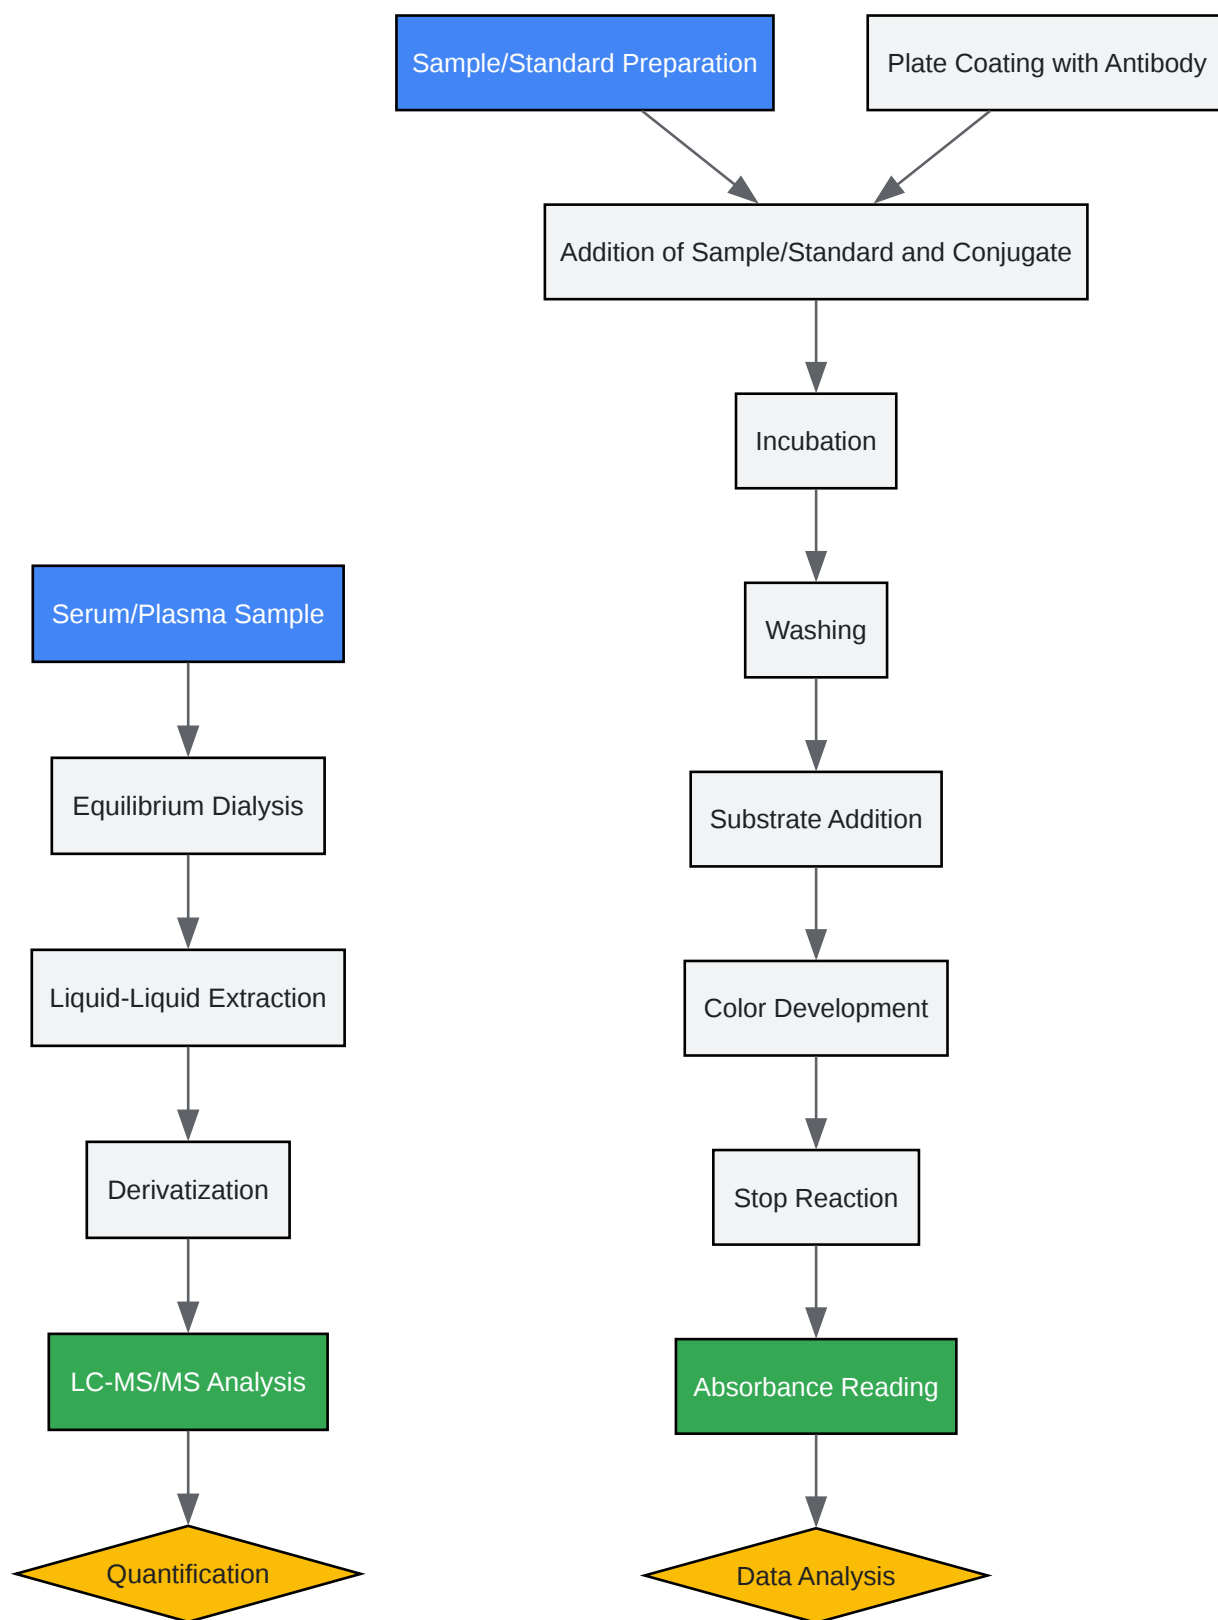 Sample/Standard Preparation
Plate Coating with Antibody
Addition of Sample/Standard and Conjugate
Incubation
Washing
Substrate Addition
Color Development
Stop Reaction
Absorbance Reading
Data Analysis
Serum/Plasma Sample
Equilibrium Dialysis
Liquid-Liquid Extraction
Derivatization
LC-MS/MS Analysis
Quantification